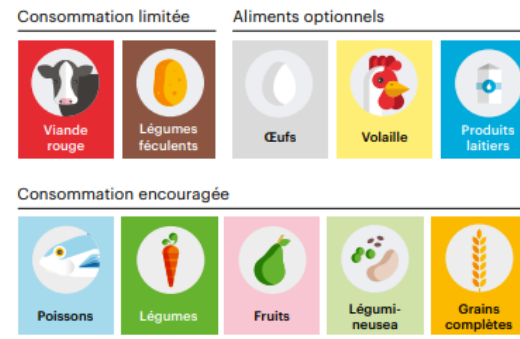 Consommation limitée
Aliments optionnels
Viande
rouge
Légumes
féculents
Œufs
Volaille
Produits
laitiers
Consommation encouragée
Poissons
Légumes
Fruits
Légumi-
neusea
Grains
complètes